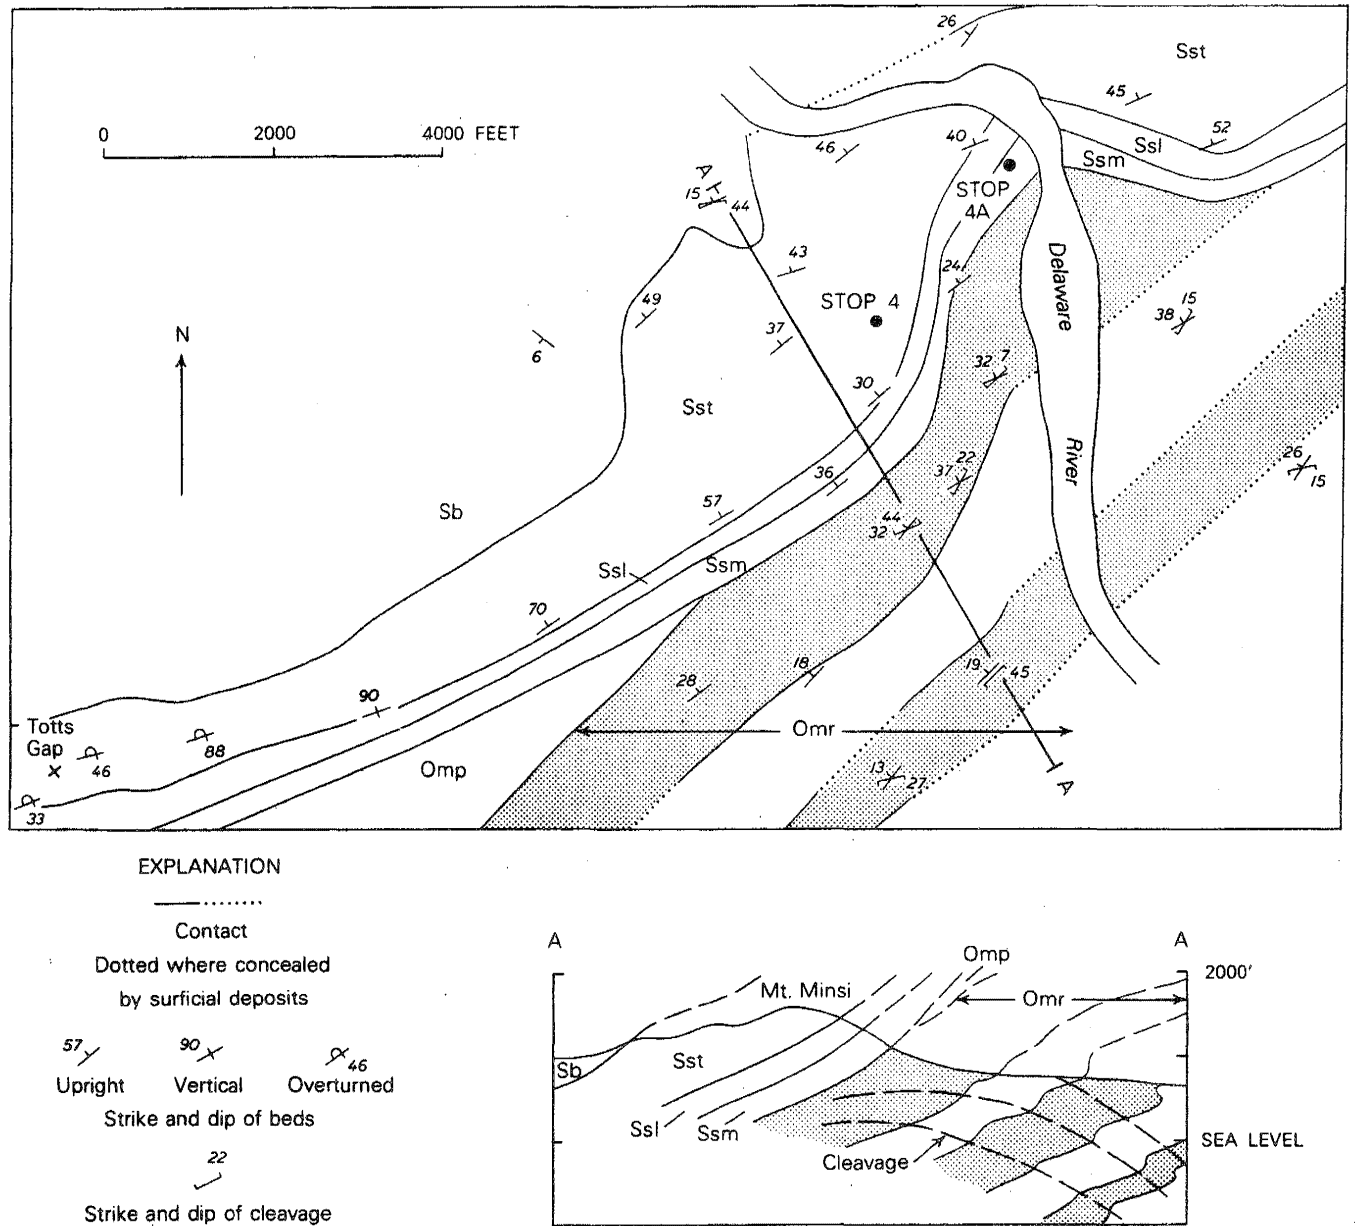 26
Sst
45
0 2000 4000 FEET
52
40
46
Ssl
Ssm
STOP
4A
A
15
44
Delaware
43
24
49
STOP 4
15
38
N
37
6
32 7
30
Sst
River
26
15
36
22
37
57
Sb
44
32
Ssl
Ssm
70
18
19
45
28
90
Totts
Gap
x
46
88
Omr
Omp
13
27
A
33
EXPLANATION
Contact
Dotted where concealed
by surficial deposits
57
90
46
Upright Vertical Overturned
Strike and dip of beds
22
Strike and dip of cleavage
A
A
Omp
2000'
Mt. Minsi
Omr
Sst
Sb
Ssl
Ssm
SEA LEVEL
Cleavage